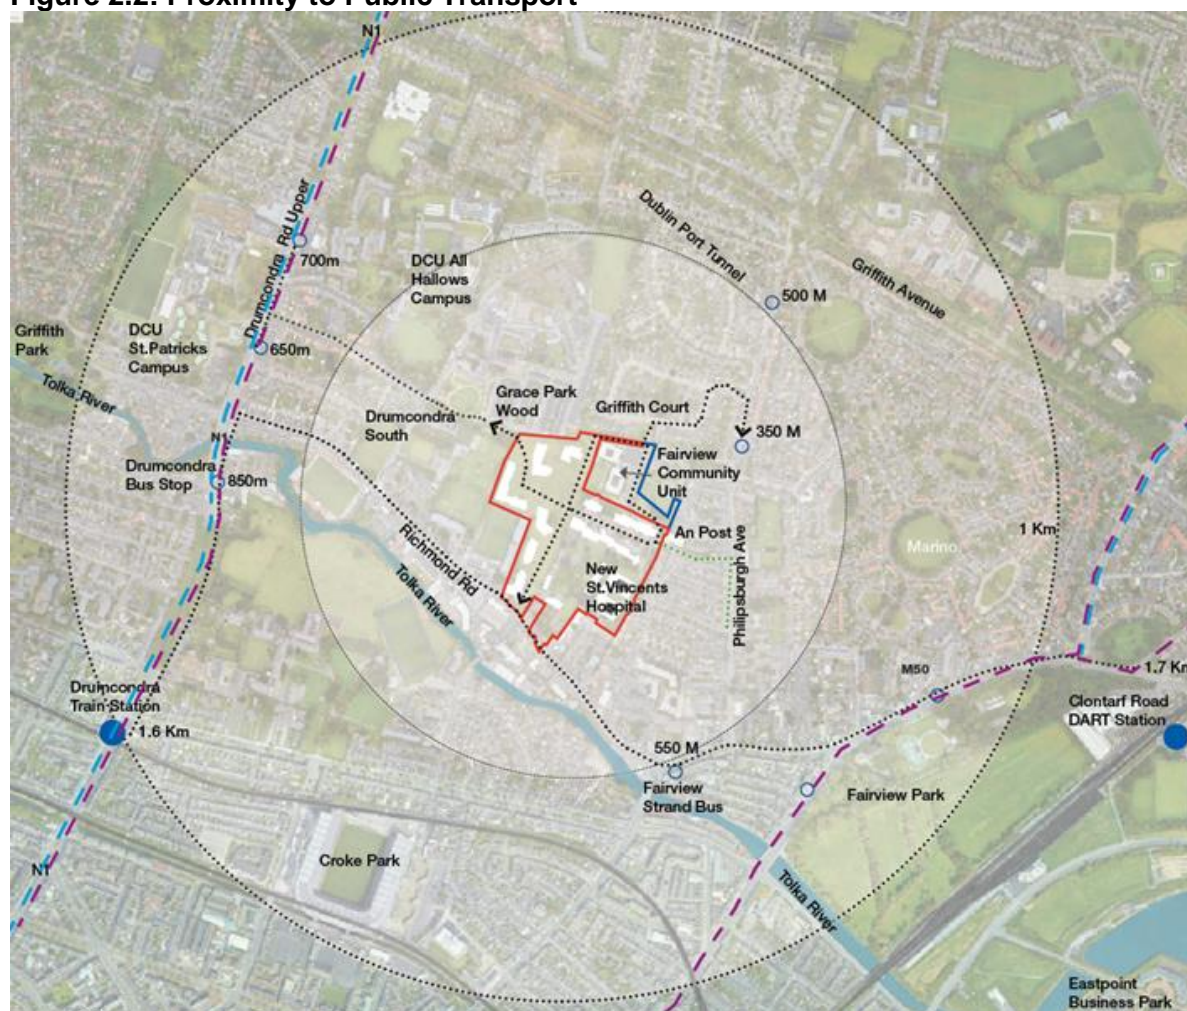 Figure 2.2: Proximity to Public Transport
N1
Drumcondra Rd Upper
700m
DCU All
Hallows
Campus
Dublin Port Tunnel
Griffith Avenue
500 M
Griffith
Park
DCU
St.Patricks
Campus
650m
Tolka River
Grace Park
Wood
Griffith Court
Drumcondra
South
350 M
N1
Drumcondra
Bus Stop
850m
Fairview
Community
Unit
An Post
Philipsburgh Ave
Marino
1 Km
Richmond Rd
Tolka River
New
St.Vincents
Hospital
M50
1.7 Km
Drumcondra
Train Station
1.6 Km
Clontarf Road
DART Station
550 M
Fairview
Strand Bus
Fairview Park
Croke Park
N1
Tolka River
Eastpoint
Business Park